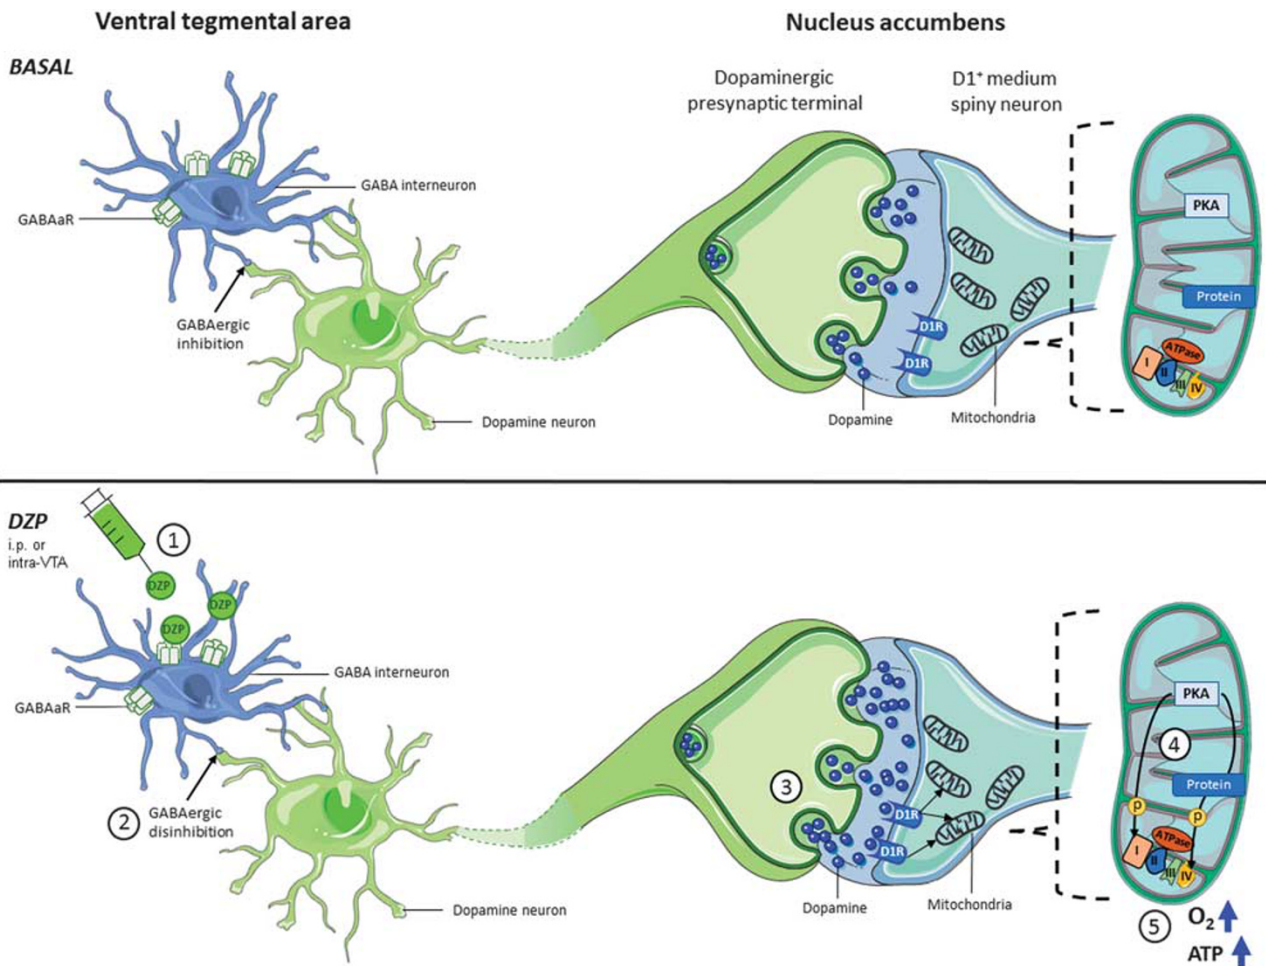 Ventral tegmental area
Nucleus accumbens
BASAL
Dopaminergic
presynaptic terminal
D1⁺ medium
spiny neuron
GABA interneuron
GABAaR
PKA
GABAergic
inhibition
Protein
D1R
D1R
ATPase
I
II
III
IV
Dopamine
Mitochondria
Dopamine neuron
DZP
i.p. or
intra-VTA
1
DZP
DZP
DZP
GABA interneuron
GABAaR
PKA
4
2
GABAergic
disinhibition
3
Protein
P
P
D1R
D1R
ATPase
I
II
III
IV
Dopamine
Mitochondria
Dopamine neuron
5
O₂
ATP